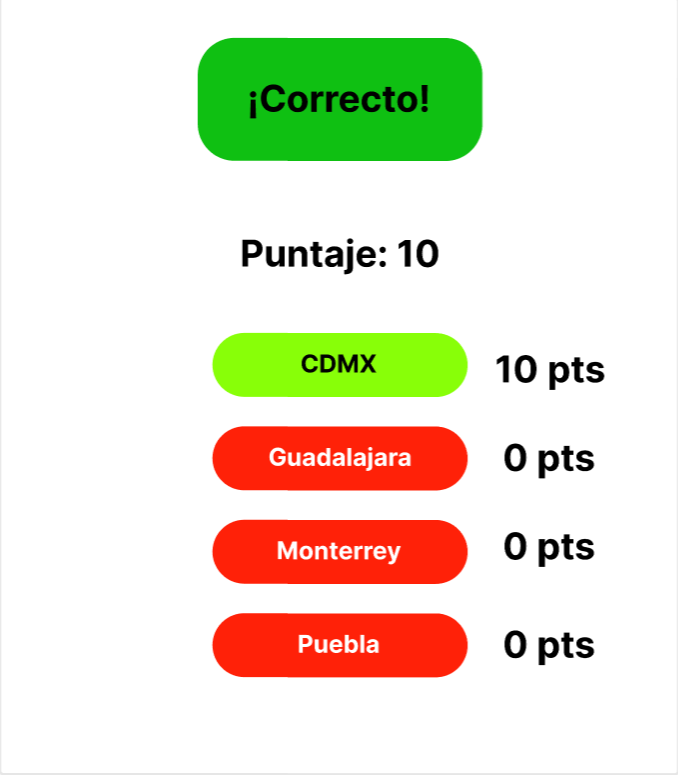 ¡Correcto!
Puntaje: 10
CDMX 10 pts
Guadalajara 0 pts
Monterrey 0 pts
Puebla 0 pts